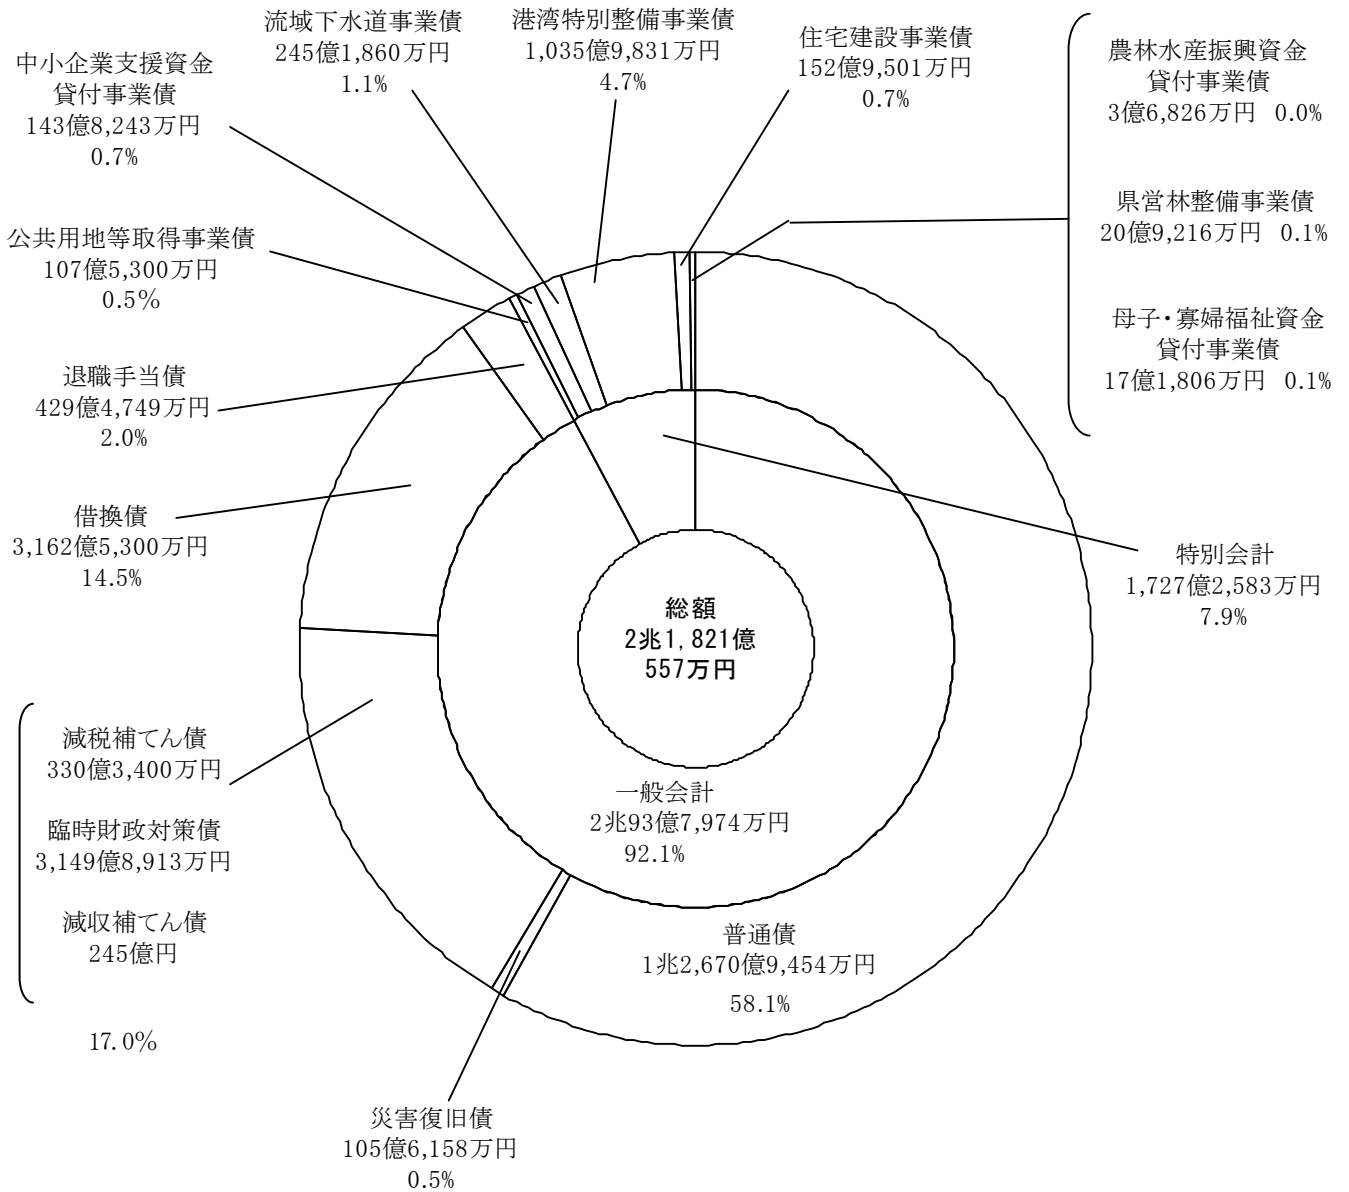 流域下水道事業債
245億1,860万円
1.1%
港湾特別整備事業債
1,035億9,831万円
4.7%
住宅建設事業債
152億9,501万円
0.7%
農林水産振興資金
貸付事業債
3億6,826万円 0.0%
県営林整備事業債
20億9,216万円 0.1%
母子・寡婦福祉資金
貸付事業債
17億1,806万円 0.1%
中小企業支援資金
貸付事業債
143億8,243万円
0.7%
公共用地等取得事業債
107億5,300万円
0.5%
退職手当債
429億4,749万円
2.0%
借換債
3,162億5,300万円
14.5%
特別会計
1,727億2,583万円
7.9%
総額
2兆1,821億
557万円
減税補てん債
330億3,400万円
臨時財政対策債
3,149億8,913万円
減収補てん債
245億円
17.0%
一般会計
2兆93億7,974万円
92.1%
普通債
1兆2,670億9,454万円
58.1%
災害復旧債
105億6,158万円
0.5%